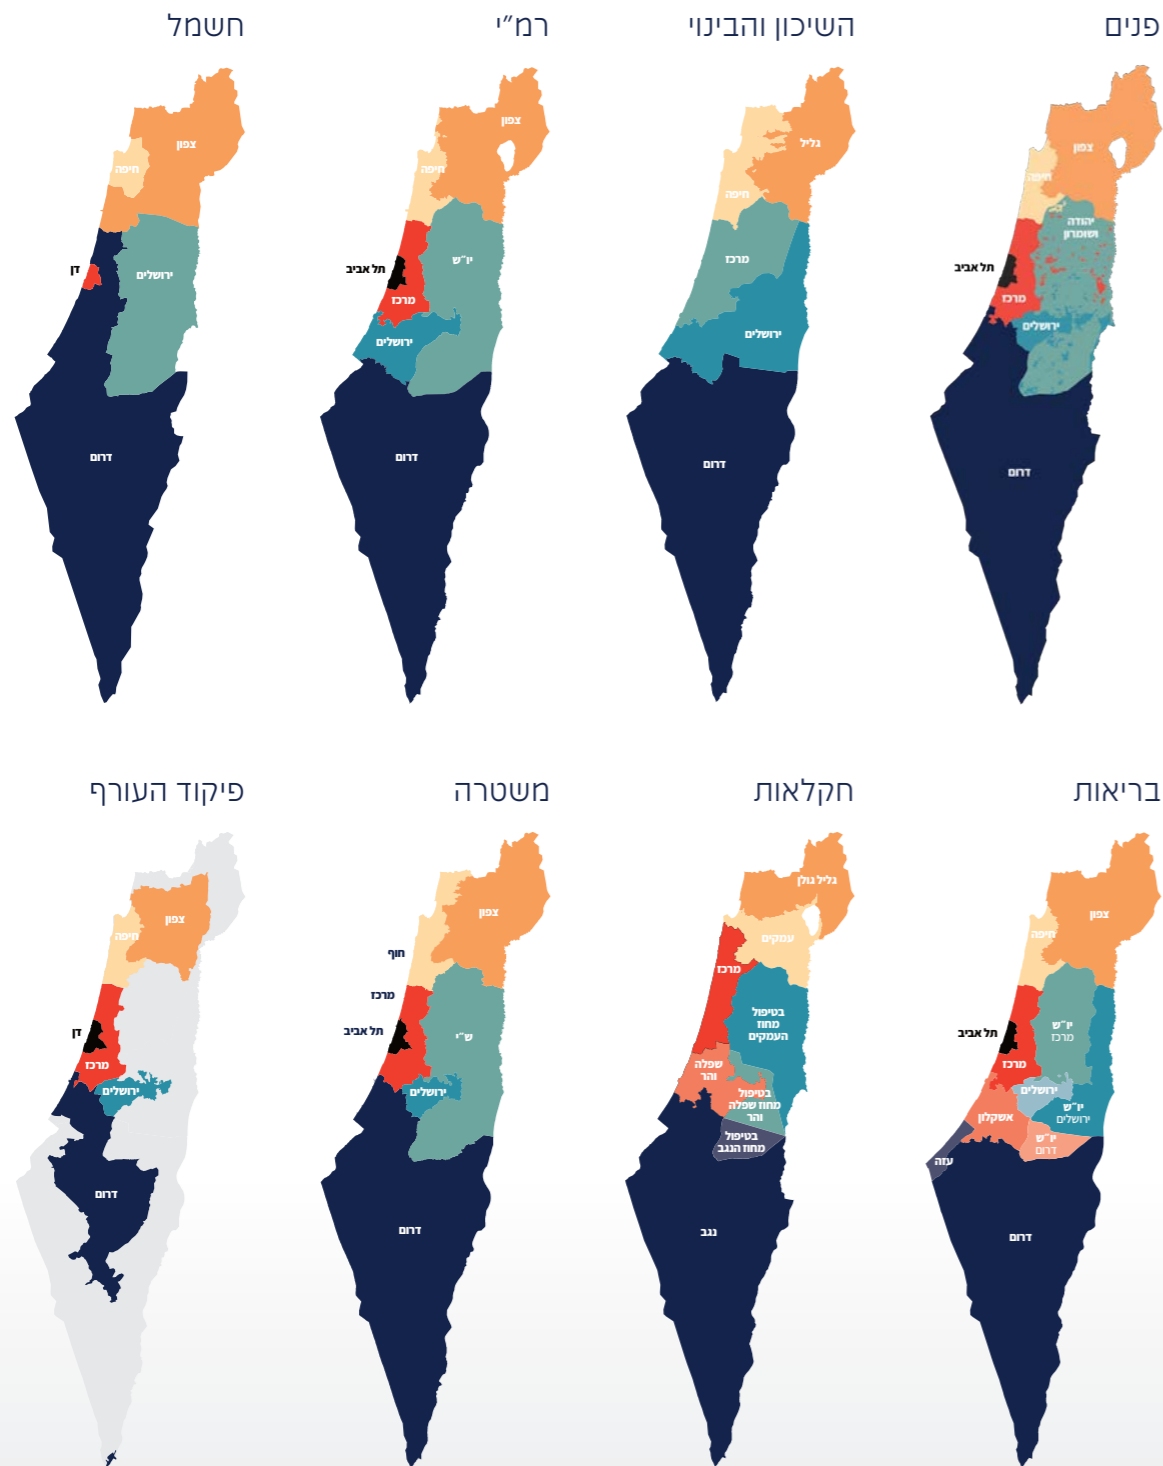 פנים
צפון
חיפה
יהודה
ושומרון
תל אביב
מרכז
ירושלים
דרום
השיכון והבינוי
גליל
חיפה
מרכז
ירושלים
דרום
רמ״י
צפון
חיפה
יו״ש
תל אביב
מרכז
ירושלים
דרום
חשמל
צפון
חיפה
דן
ירושלים
דרום
בריאות
צפון
חיפה
יו״ש
מרכז
תל אביב
מרכז
ירושלים
יו״ש
ירושלים
אשקלון
יו״ש
דרום
עזה
דרום
חקלאות
גליל גולן
עמקים
מרכז
בטיפול
מחוז
העמקים
שפלה
והר
בטיפול
מחוז שפלה
והר
בטיפול
מחוז הנגב
נגב
משטרה
צפון
חוף
מרכז
תל אביב
ש״י
ירושלים
דרום
פיקוד העורף
צפון
חיפה
דן
מרכז
ירושלים
דרום